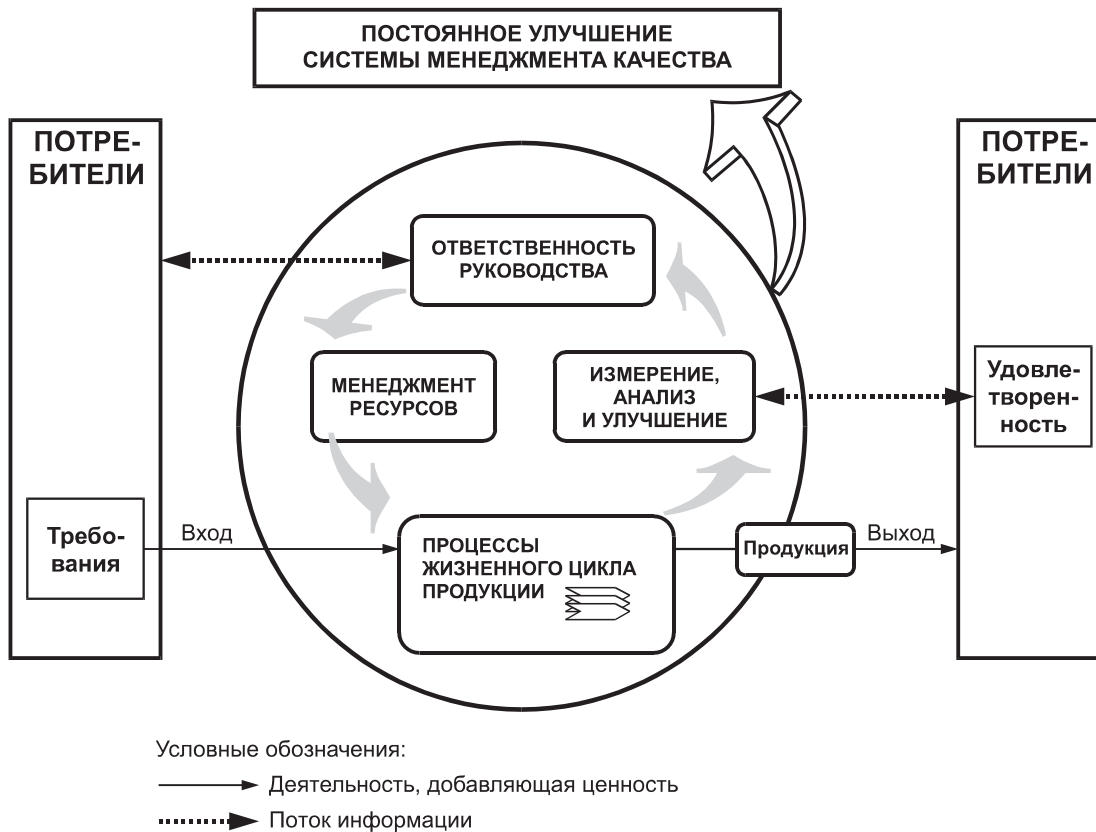 ПОСТОЯННОЕ УЛУЧШЕНИЕ
СИСТЕМЫ МЕНЕДЖМЕНТА КАЧЕСТВА
ПОТРЕ-
БИТЕЛИ
ПОТРЕ-
БИТЕЛИ
ОТВЕТСТВЕННОСТЬ
РУКОВОДСТВА
МЕНЕДЖМЕНТ
РЕСУРСОВ
ИЗМЕРЕНИЕ,
АНАЛИЗ
И УЛУЧШЕНИЕ
Удовле-
творен-
ность
Требо-
вания
Вход
ПРОЦЕССЫ
ЖИЗНЕННОГО ЦИКЛА
ПРОДУКЦИИ
Продукция
Выход
Условные обозначения:
Деятельность, добавляющая ценность
Поток информации